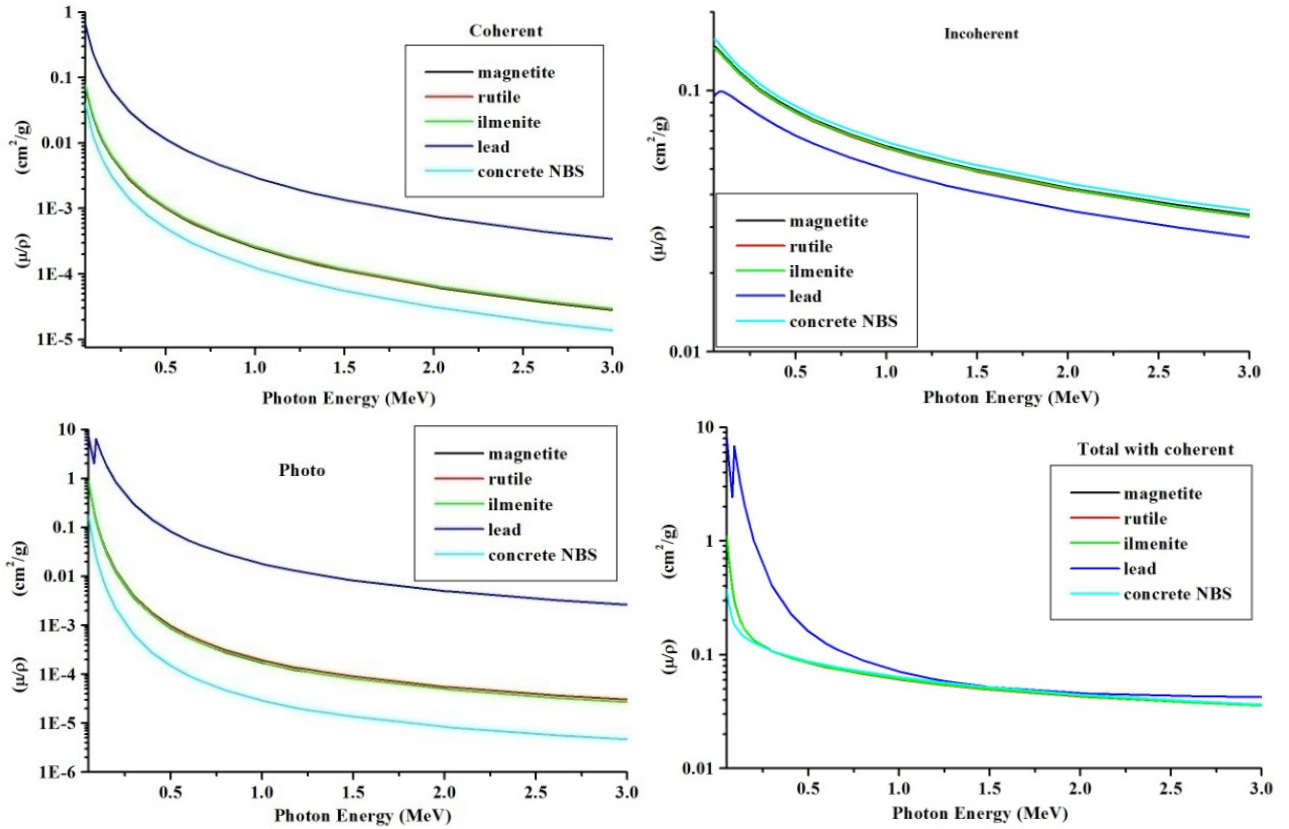 Coherent
magnetite
rutile
ilmenite
lead
concrete NBS
1
0.1
0.01
1E-3
1E-4
1E-5
(μ/ρ) (cm²/g)
0.5 1.0 1.5 2.0 2.5 3.0
Photon Energy (MeV)
Incoherent
magnetite
rutile
ilmenite
lead
concrete NBS
0.1
0.01
(μ/ρ) (cm²/g)
0.5 1.0 1.5 2.0 2.5 3.0
Photon Energy (MeV)
Photo
magnetite
rutile
ilmenite
lead
concrete NBS
10
1
0.1
0.01
1E-3
1E-4
1E-5
1E-6
(μ/ρ) (cm²/g)
0.5 1.0 1.5 2.0 2.5 3.0
Photon Energy (MeV)
Total with coherent
magnetite
rutile
ilmenite
lead
concrete NBS
10
1
0.1
0.01
(μ/ρ) (cm²/g)
0.5 1.0 1.5 2.0 2.5 3.0
Photon Energy (MeV)